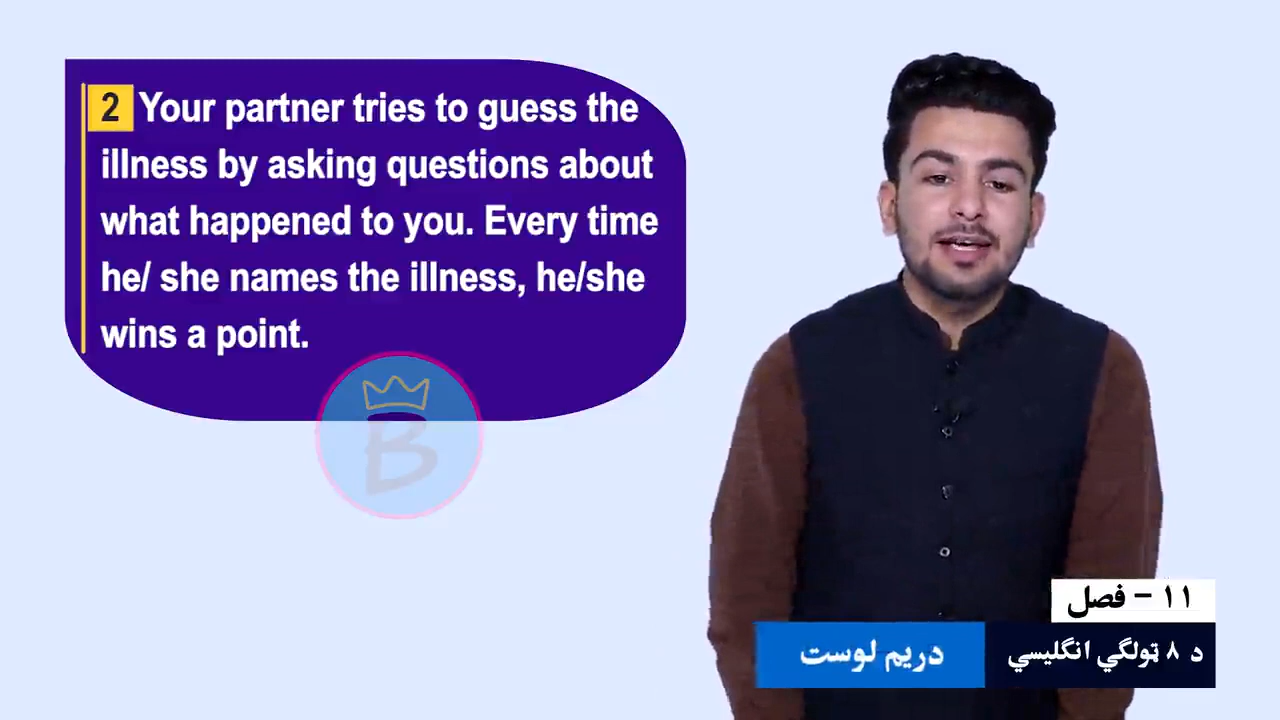 2 Your partner tries to guess the
illness by asking questions about
what happened to you. Every time
he/ she names the illness, he/she
wins a point.
B
۱۱ - فصل
د ۸ ټولګي انګلیسي
دریم لوست